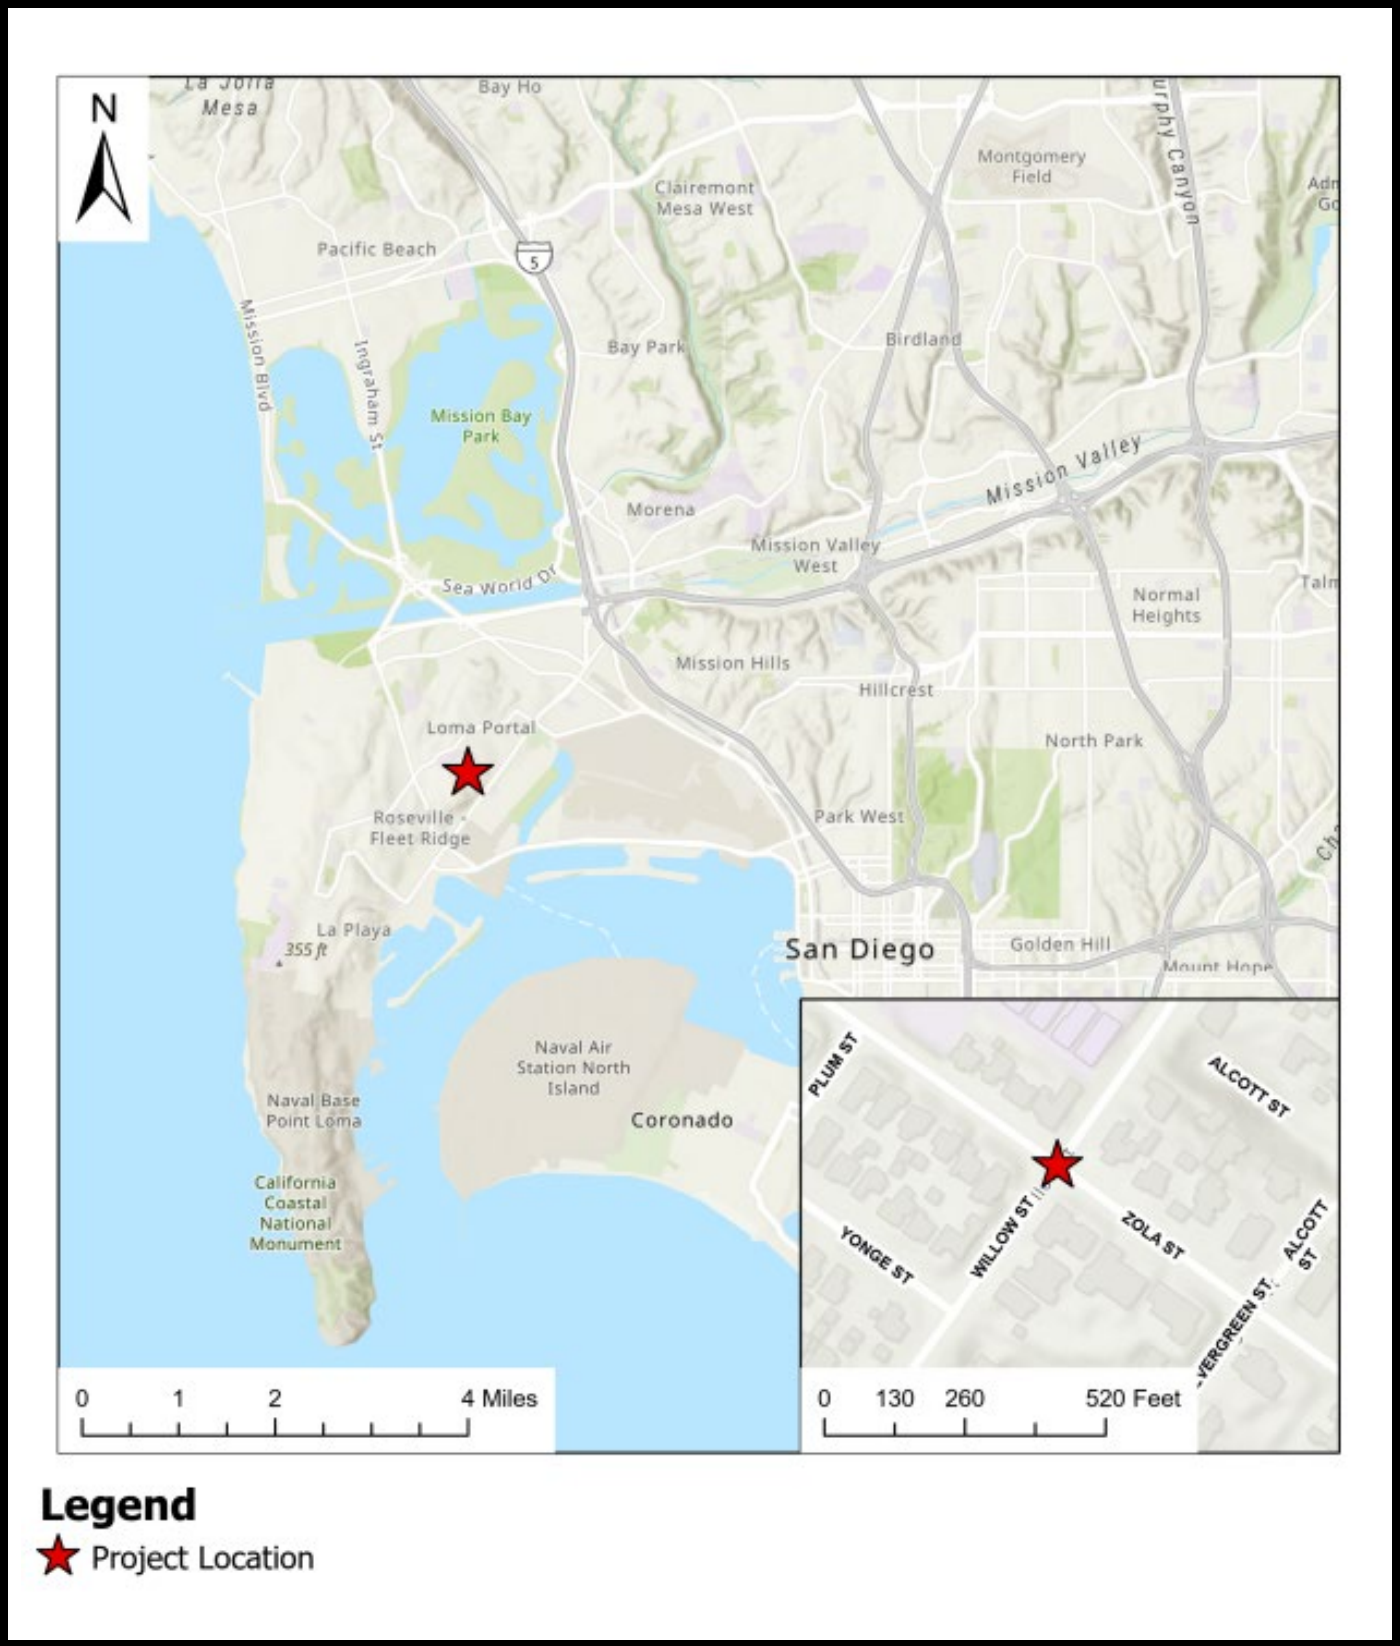 La Jolla
Mesa
Bay Ho
N
Murphy Canyon
Montgomery
Field
Clairemont
Mesa West
Pacific Beach
5
Mission Blvd
Ingraham St
Bay Park
Birdland
Mission Bay
Park
Mission Valley
Morena
Mission Valley
West
Sea World Dr
Normal
Heights
Mission Hills
Hillcrest
Loma Portal
North Park
Roseville -
Fleet Ridge
Park West
La Playa
355 ft
San Diego
Golden Hill
Mount Hope
Naval Air
Station North
Island
Naval Base
Point Loma
Coronado
California
Coastal
National
Monument
PLUM ST
ALCOTT ST
WILLOW ST
ZOLA ST
YONGE ST
ALCOTT
ST
VERGREEN ST
0 1 2 4 Miles
0 130 260 520 Feet
Legend
Project Location